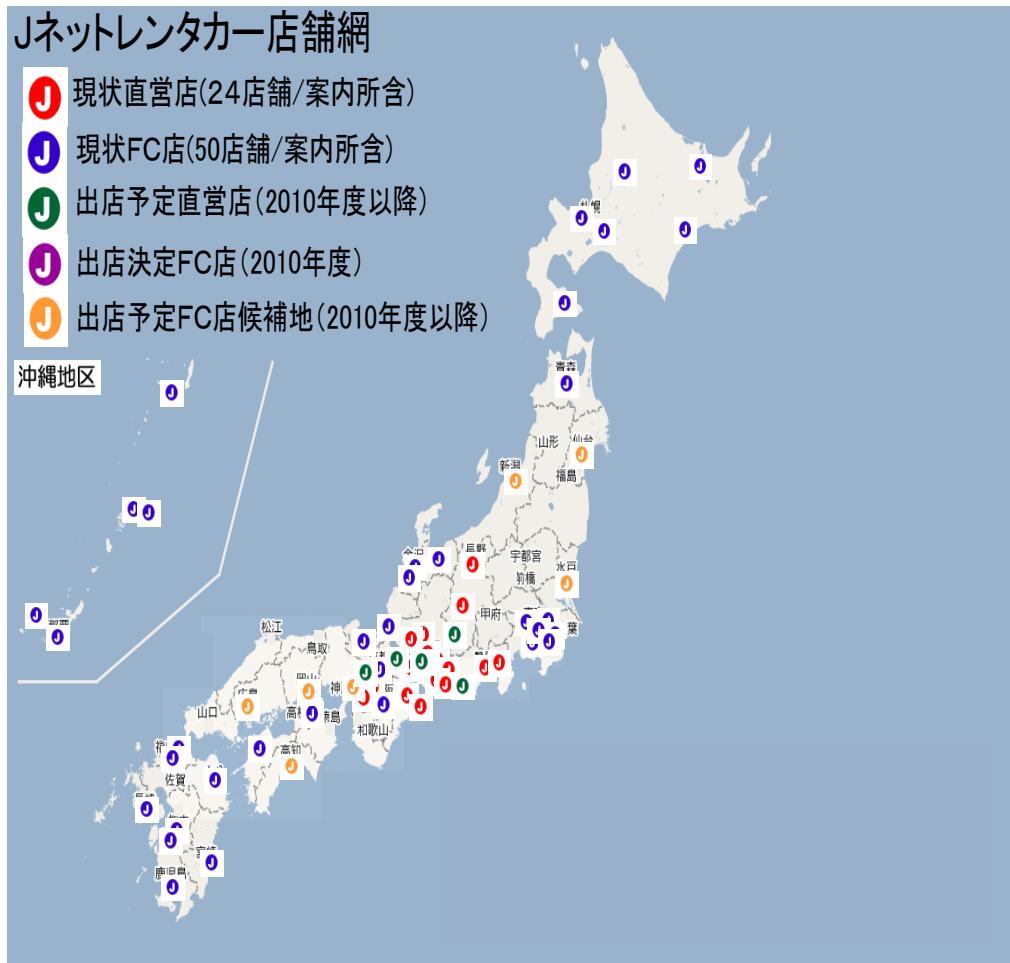 Jネットレンタカー店舗網
J 現状直営店(24店舗/案内所含)
J 現状FC店(50店舗/案内所含)
J 出店予定直営店(2010年度以降)
J 出店決定FC店(2010年度)
J 出店予定FC店候補地(2010年度以降)
沖縄地区
札幌
青森
山形
仙台
新潟
福島
金沢
長野
宇都宮
前橋
水戸
甲府
葉
松江
鳥取
岡山
神
広島
山口
高松
徳島
和歌山
高知
佐賀
宮崎
鹿児島